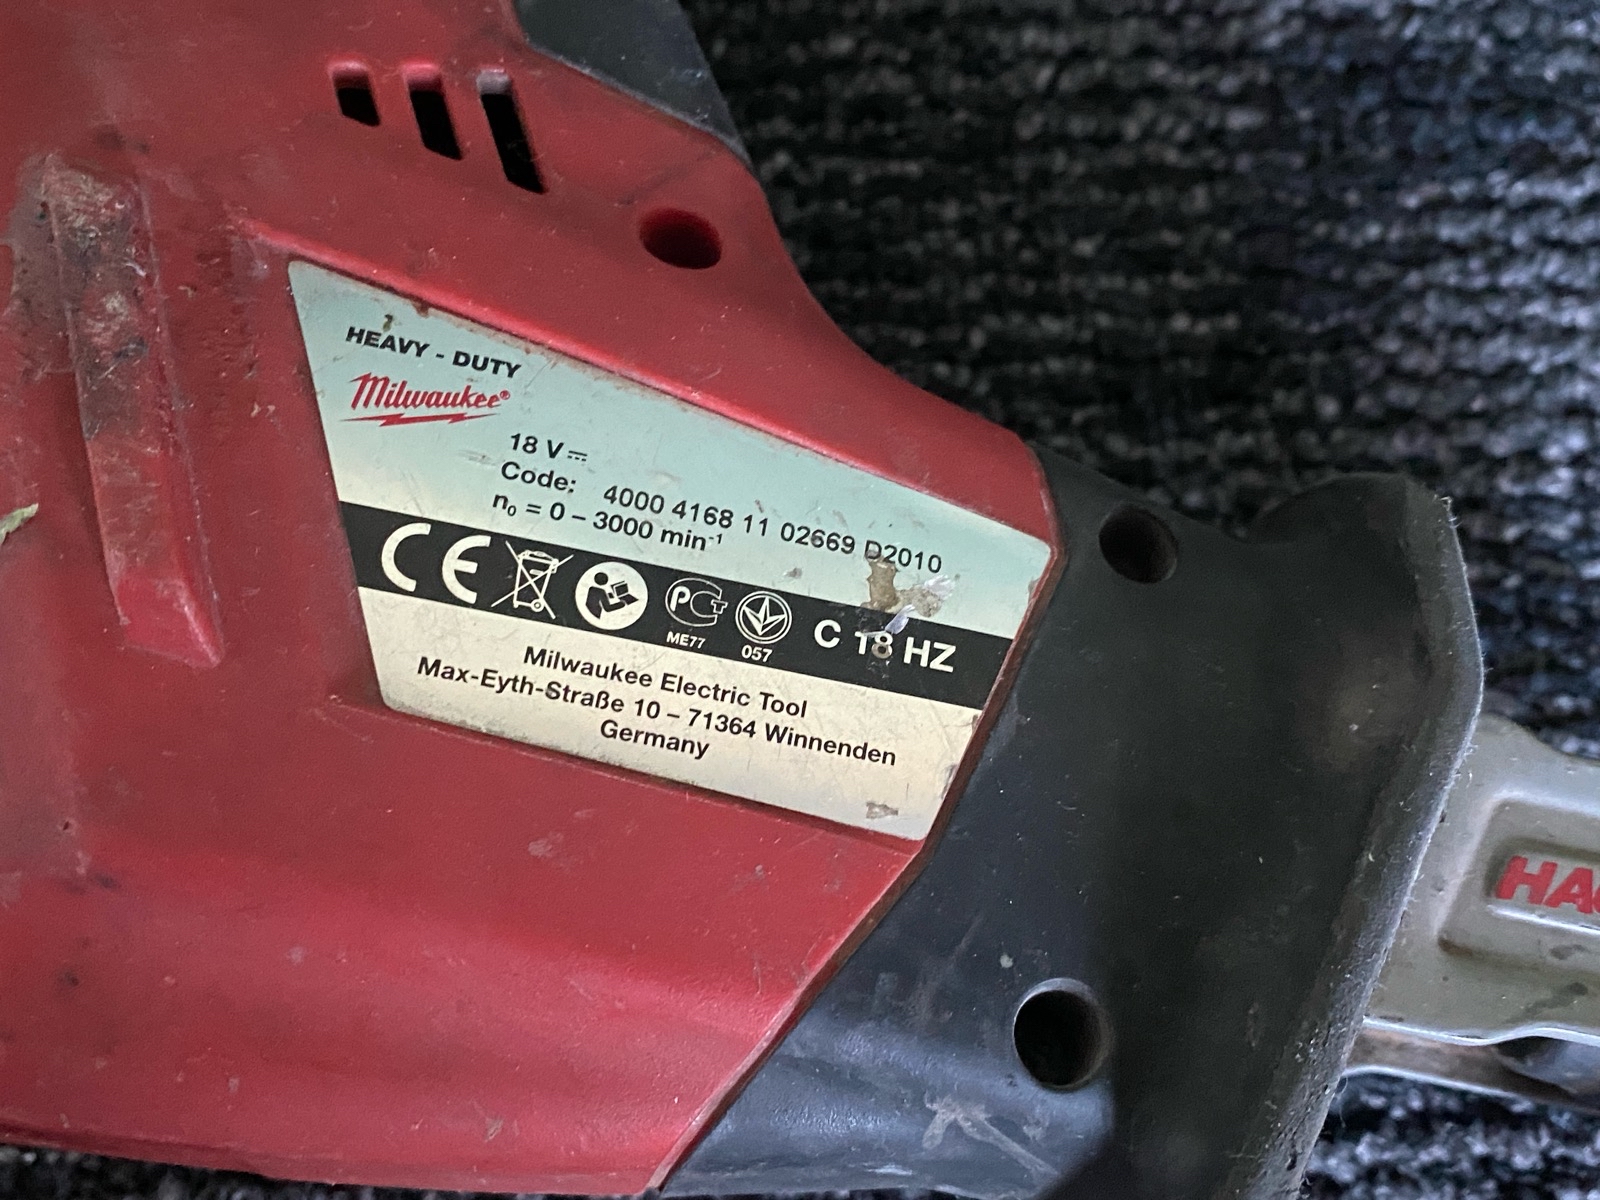 HEAVY - DUTY
Milwaukee®
18 V ⎓
Code: 4000 4168 11 02669 D2010
n₀ = 0 – 3000 min⁻¹
CE
PCT
ME77
057
C 18 HZ
Milwaukee Electric Tool
Max-Eyth-Straße 10 – 71364 Winnenden
Germany